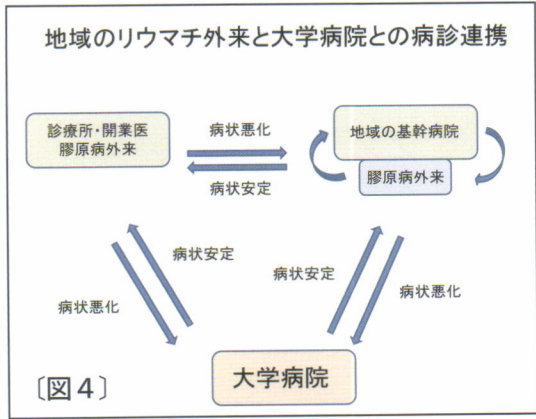 地域のリウマチ外来と大学病院との病診連携
診療所・開業医
膠原病外来
病状悪化
病状安定
地域の基幹病院
膠原病外来
病状安定
病状悪化
病状安定
病状悪化
大学病院
〔図4〕